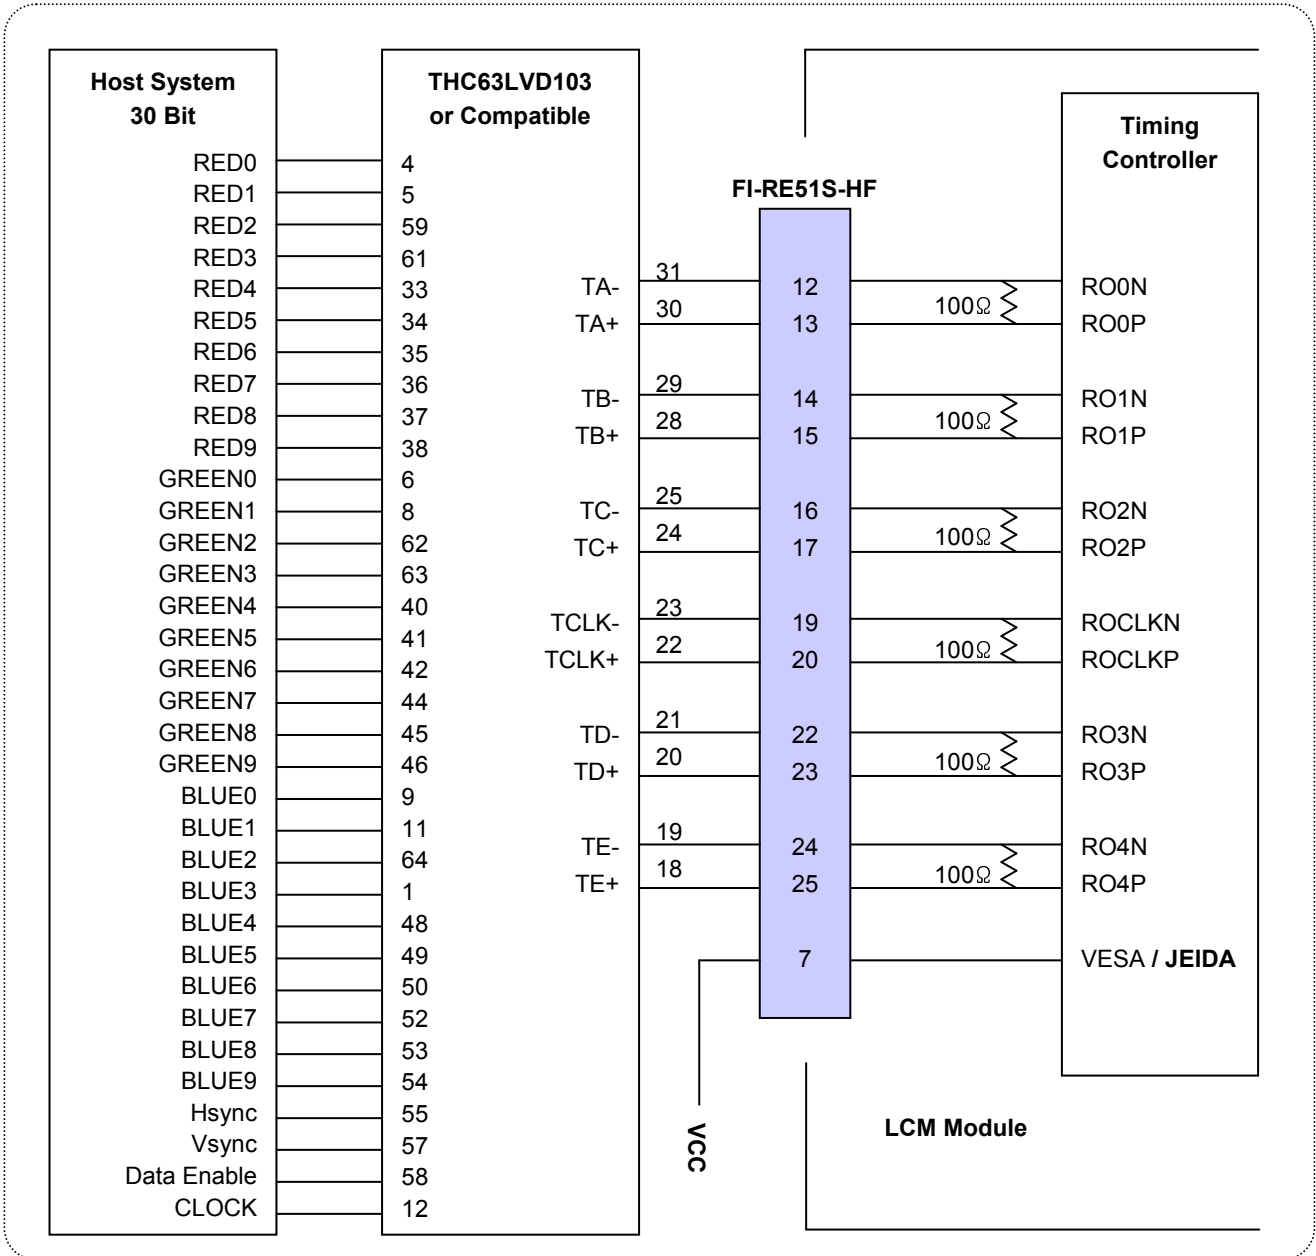 Host System
30 Bit
RED0
RED1
RED2
RED3
RED4
RED5
RED6
RED7
RED8
RED9
GREEN0
GREEN1
GREEN2
GREEN3
GREEN4
GREEN5
GREEN6
GREEN7
GREEN8
GREEN9
BLUE0
BLUE1
BLUE2
BLUE3
BLUE4
BLUE5
BLUE6
BLUE7
BLUE8
BLUE9
Hsync
Vsync
Data Enable
CLOCK
THC63LVD103
or Compatible
4
5
59
61
33
34
35
36
37
38
6
8
62
63
40
41
42
44
45
46
9
11
64
1
48
49
50
52
53
54
55
57
58
12
TA-
TA+
TB-
TB+
TC-
TC+
TCLK-
TCLK+
TD-
TD+
TE-
TE+
31
30
29
28
25
24
23
22
21
20
19
18
FI-RE51S-HF
12
13
14
15
16
17
19
20
22
23
24
25
7
VCC
100Ω
100Ω
100Ω
100Ω
100Ω
100Ω
Timing
Controller
RO0N
RO0P
RO1N
RO1P
RO2N
RO2P
ROCLKN
ROCLKP
RO3N
RO3P
RO4N
RO4P
VESA / JEIDA
LCM Module